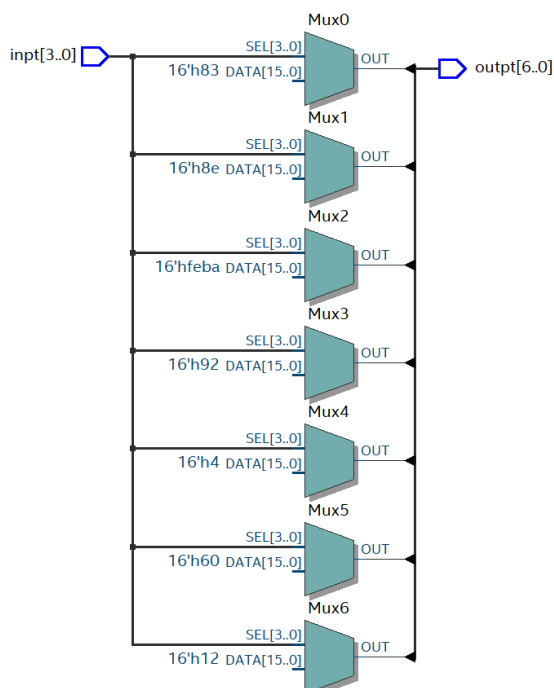 Mux0
inpt[3..0]
SEL[3..0]
16'h83 DATA[15..0]
OUT
outpt[6..0]
Mux1
SEL[3..0]
16'h8e DATA[15..0]
OUT
Mux2
SEL[3..0]
16'hfeba DATA[15..0]
OUT
Mux3
SEL[3..0]
16'h92 DATA[15..0]
OUT
Mux4
SEL[3..0]
16'h4 DATA[15..0]
OUT
Mux5
SEL[3..0]
16'h60 DATA[15..0]
OUT
Mux6
SEL[3..0]
16'h12 DATA[15..0]
OUT